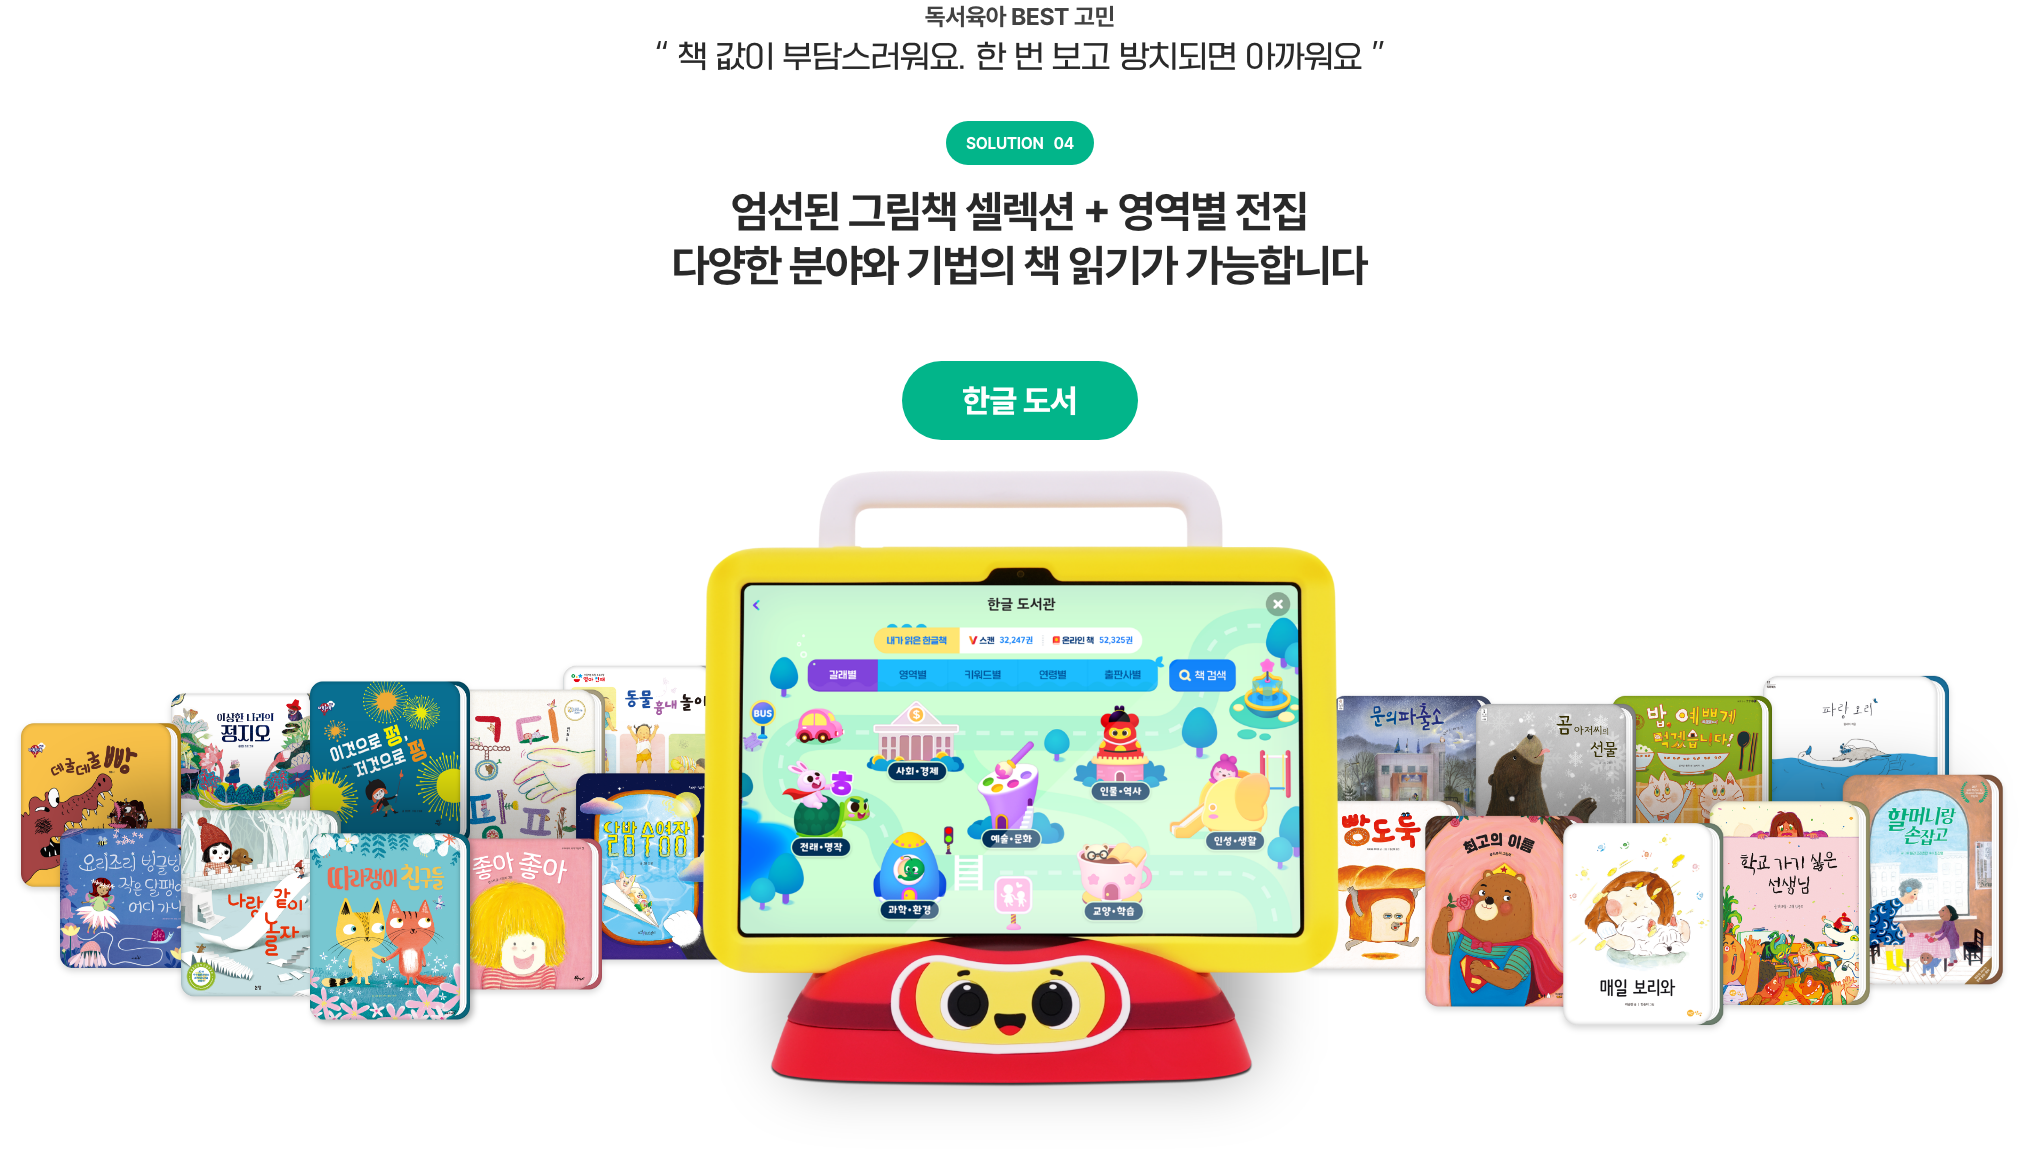 독서육아 BEST 고민
“ 책 값이 부담스러워요. 한 번 보고 방치되면 아까워요 ”
SOLUTION 04
엄선된 그림책 셀렉션 + 영역별 전집
다양한 분야와 기법의 책 읽기가 가능합니다
한글 도서
한글 도서관
내가 읽은 한글책 스캔 32,247권 온라인 책 52,325권
갈래별 영역별 키워드별 연령별 출판사별 책 검색
BUS
사회•경제
인물•역사
전래•명작
예술•문화
인성•생활
과학•환경
교양•학습
데굴데굴 빵
이상한 나라의
정지오
이것으로 펑,
저것으로 펑
동물 흉내 놀이
요리조리 빙글빙
작은 달팽
어디 가니
나랑 같이
놀자
따라쟁이 친구들
좋아 좋아
달밤 수영장
문의파출소
곰 아저씨의
선물
밥, 예쁘게
먹겠습니다!
파랑 오리
빵도둑
최고의 이름
매일 보리와
학교 가기 싫은
선생님
할머니랑
손잡고